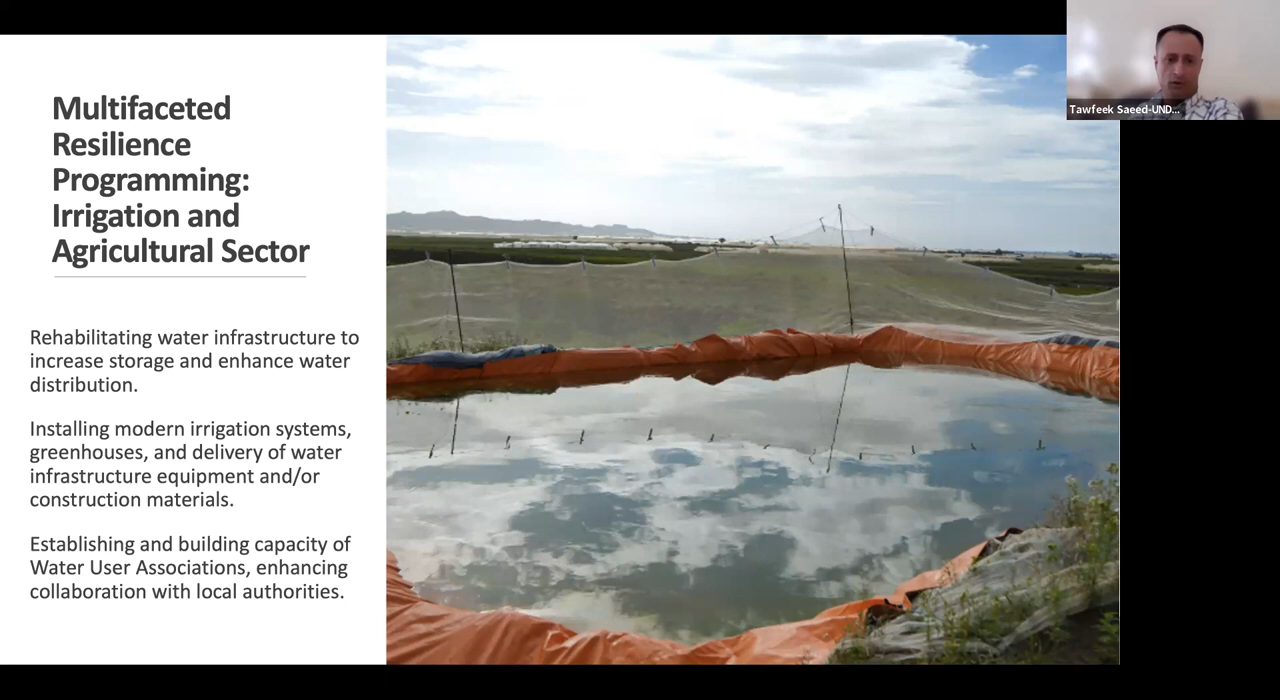 Multifaceted
Resilience
Programming:
Irrigation and
Agricultural Sector
Rehabilitating water infrastructure to
increase storage and enhance water
distribution.
Installing modern irrigation systems,
greenhouses, and delivery of water
infrastructure equipment and/or
construction materials.
Establishing and building capacity of
Water User Associations, enhancing
collaboration with local authorities.
Tawfeek Saeed-UND...